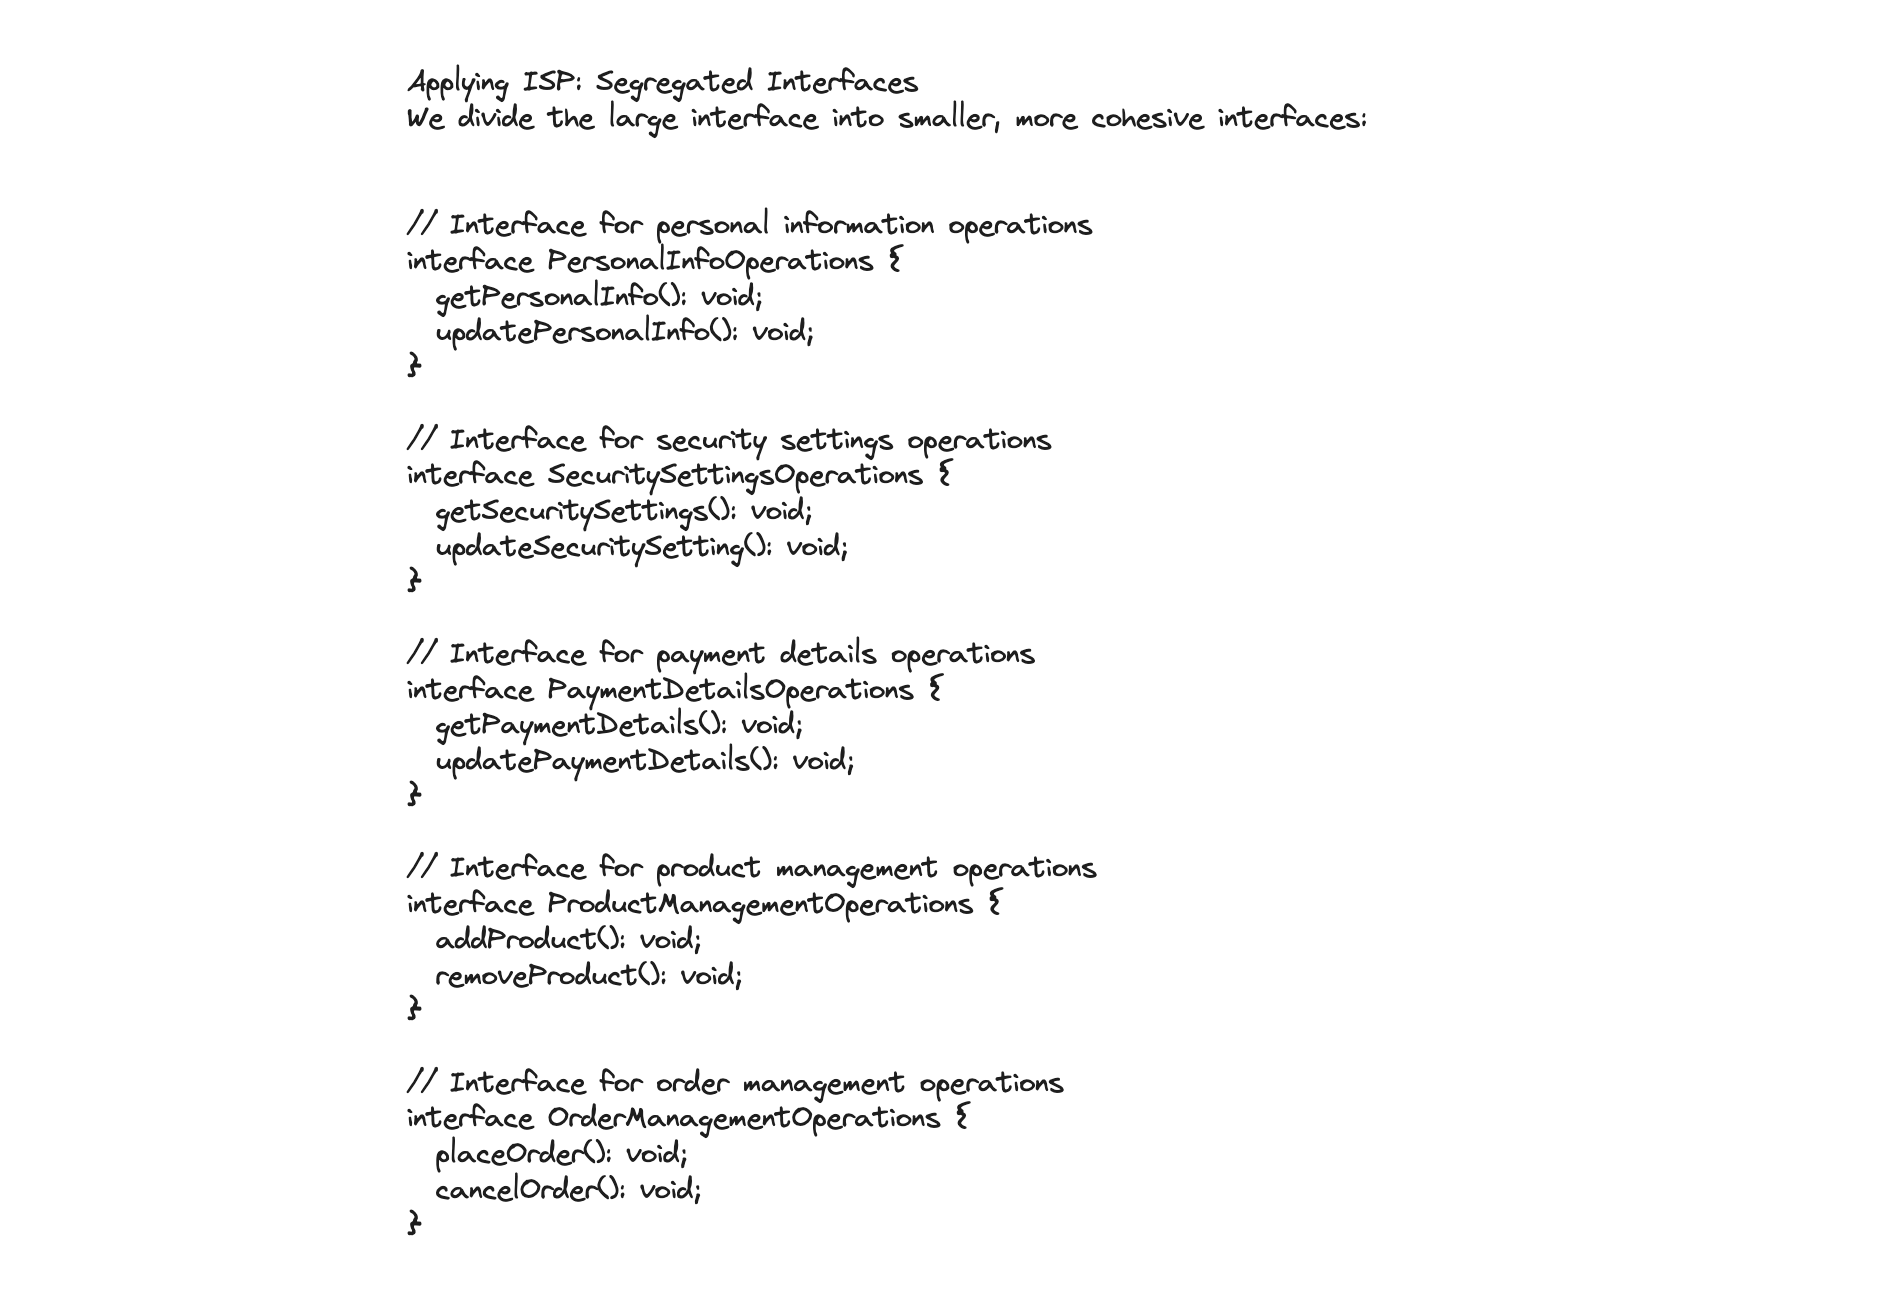 Applying ISP: Segregated Interfaces
We divide the large interface into smaller, more cohesive interfaces:
// Interface for personal information operations
interface PersonalInfoOperations {
getPersonalInfo(): void;
updatePersonalInfo(): void;
}
// Interface for security settings operations
interface SecuritySettingsOperations {
getSecuritySettings(): void;
updateSecuritySetting(): void;
}
// Interface for payment details operations
interface PaymentDetailsOperations {
getPaymentDetails(): void;
updatePaymentDetails(): void;
}
// Interface for product management operations
interface ProductManagementOperations {
addProduct(): void;
removeProduct(): void;
}
// Interface for order management operations
interface OrderManagementOperations {
placeOrder(): void;
cancelOrder(): void;
}